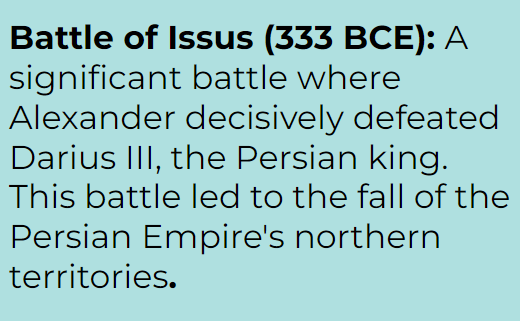 Battle of Issus (333 BCE): A
significant battle where
Alexander decisively defeated
Darius III, the Persian king.
This battle led to the fall of the
Persian Empire's northern
territories.